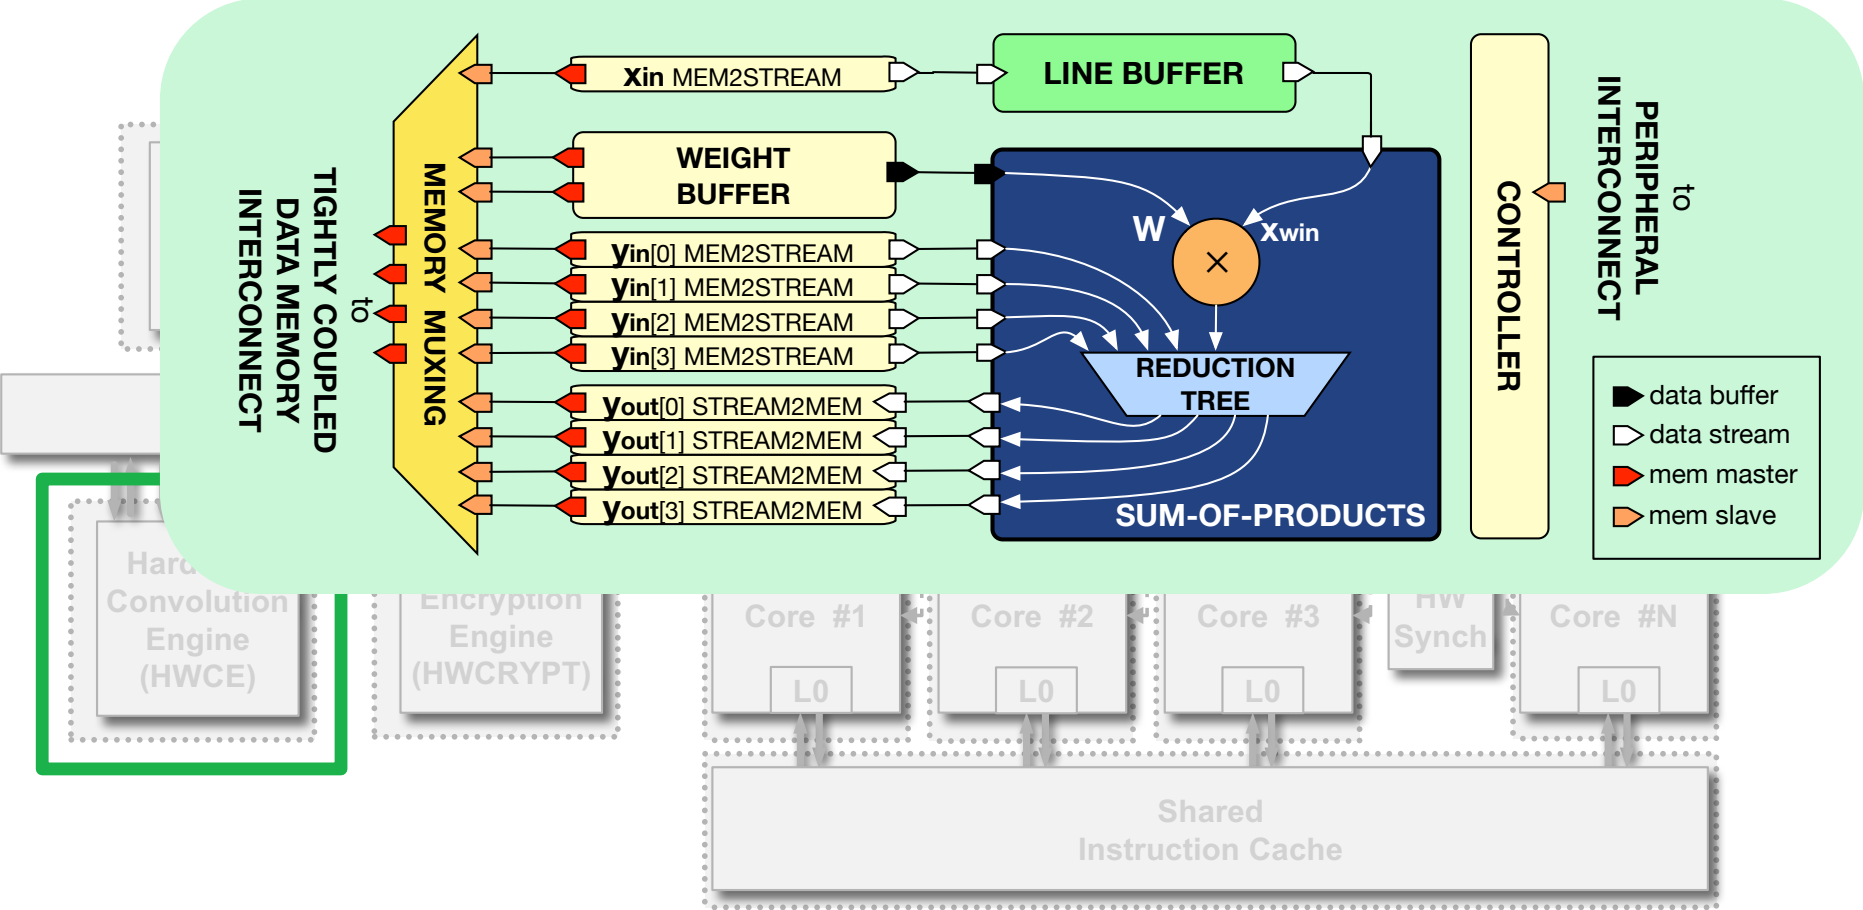 TIGHTLY COUPLED
DATA MEMORY
INTERCONNECT
to
MEMORY MUXING
xin MEM2STREAM
WEIGHT
BUFFER
yin[0] MEM2STREAM
yin[1] MEM2STREAM
yin[2] MEM2STREAM
yin[3] MEM2STREAM
yout[0] STREAM2MEM
yout[1] STREAM2MEM
yout[2] STREAM2MEM
yout[3] STREAM2MEM
LINE BUFFER
W
xwin
REDUCTION
TREE
SUM-OF-PRODUCTS
CONTROLLER
to
PERIPHERAL
INTERCONNECT
data buffer
data stream
mem master
mem slave
Convolution
Engine
(HWCE)
Encryption
Engine
(HWCRYPT)
Core #1
L0
Core #2
L0
Core #3
L0
HW
Synch
Core #N
L0
Shared
Instruction Cache